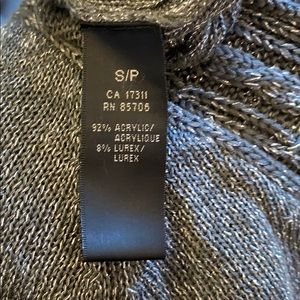 S/P
CA 17311
RN 85706
92% ACRYLIC/
ACRYLIQUE
8% LUREX/
LUREX